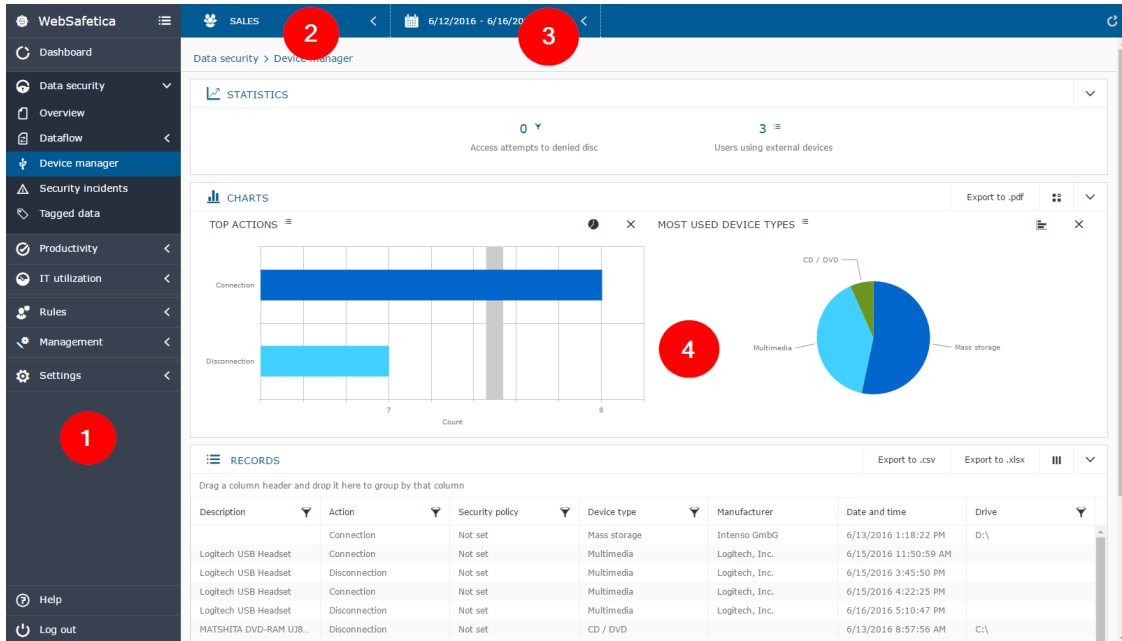 WebSafetica
SALES
6/12/2016 - 6/16/20
2
3
Dashboard
Data security > Device manager
Data security
STATISTICS
Overview
0
3
Dataflow
Access attempts to denied disc
Users using external devices
Device manager
Security incidents
CHARTS
Export to .pdf
Tagged data
TOP ACTIONS
MOST USED DEVICE TYPES
Productivity
CD / DVD
IT utilization
Connection
Rules
Management
4
Multimedia
Mass storage
Disconnection
Settings
7
8
Count
1
RECORDS
Export to .csv
Export to .xlsx
Drag a column header and drop it here to group by that column
Description Action Security policy Device type Manufacturer Date and time Drive
Connection Not set Mass storage Intenso GmbG 6/13/2016 1:18:22 PM D:\
Logitech USB Headset Connection Not set Multimedia Logitech, Inc. 6/15/2016 11:50:59 AM
Logitech USB Headset Disconnection Not set Multimedia Logitech, Inc. 6/15/2016 3:45:50 PM
Logitech USB Headset Connection Not set Multimedia Logitech, Inc. 6/15/2016 4:22:25 PM
Logitech USB Headset Disconnection Not set Multimedia Logitech, Inc. 6/16/2016 5:10:47 PM
MATSHITA DVD-RAM UJ8... Disconnection Not set CD / DVD 6/13/2016 8:57:56 AM C:\
Help
Log out